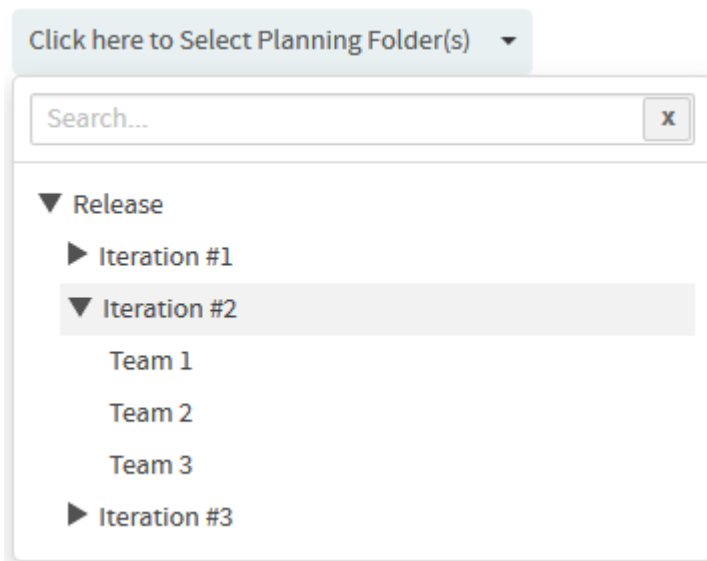 Click here to Select Planning Folder(s)
Search...
x
Release
Iteration #1
Iteration #2
Team 1
Team 2
Team 3
Iteration #3